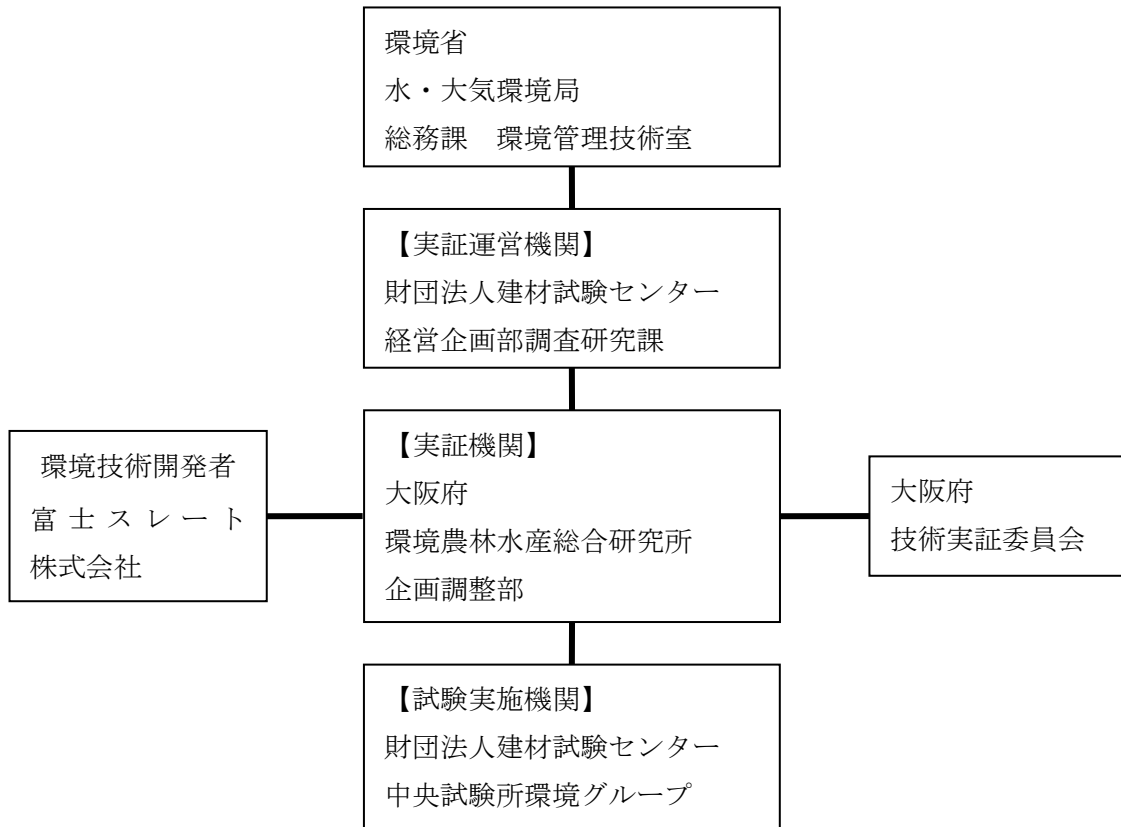 環境省
水・大気環境局
総務課　環境管理技術室
【実証運営機関】
財団法人建材試験センター
経営企画部調査研究課
環境技術開発者
富士スレート
株式会社
【実証機関】
大阪府
環境農林水産総合研究所
企画調整部
大阪府
技術実証委員会
【試験実施機関】
財団法人建材試験センター
中央試験所環境グループ